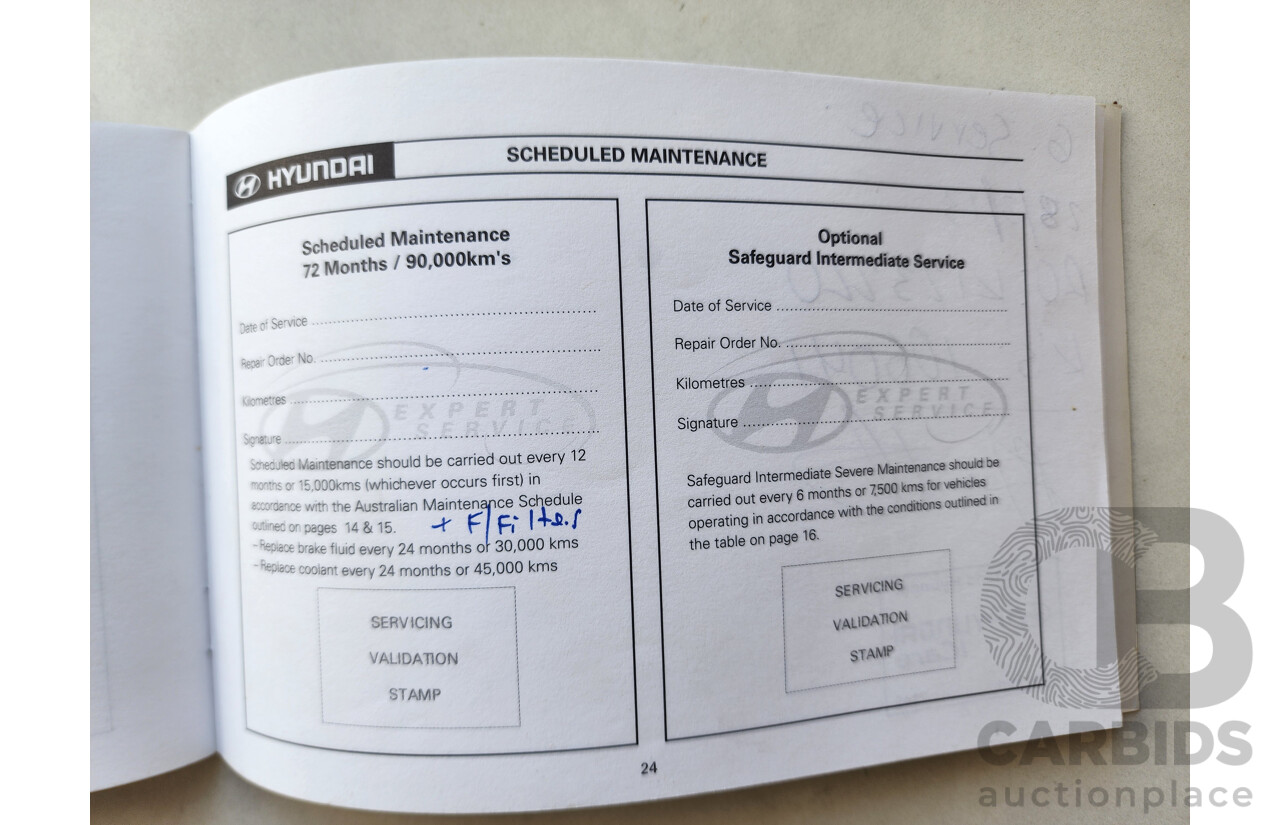 HYUNDAI
SCHEDULED MAINTENANCE
Scheduled Maintenance
72 Months / 90,000km's
Date of Service
Repair Order No.
Kilometres
Signature
EXPERT
SERVICE
Scheduled Maintenance should be carried out every 12
months or 15,000kms (whichever occurs first) in
accordance with the Australian Maintenance Schedule
outlined on pages 14 & 15.
+ F/Filters
–Replace brake fluid every 24 months or 30,000 kms
–Replace coolant every 24 months or 45,000 kms
SERVICING
VALIDATION
STAMP
Optional
Safeguard Intermediate Service
Date of Service
Repair Order No.
Kilometres
Signature
EXPERT
SERVICE
Safeguard Intermediate Severe Maintenance should be
carried out every 6 months or 7,500 kms for vehicles
operating in accordance with the conditions outlined in
the table on page 16.
SERVICING
VALIDATION
STAMP
24
CB
CARBIDS
auctionplace